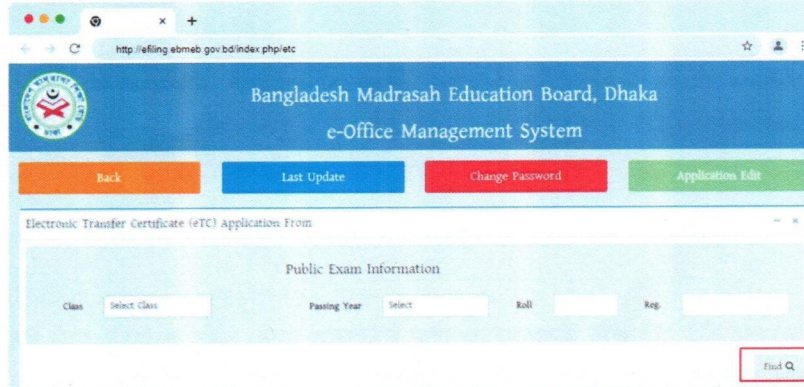 http://efiling.ebmeb.gov.bd/index.php/etc
Bangladesh Madrasah Education Board, Dhaka
e-Office Management System
Back Last Update Change Password Application Edit
Electronic Transfer Certificate (eTC) Application From
Public Exam Information
Class Select Class Passing Year Select Roll Reg.
Find